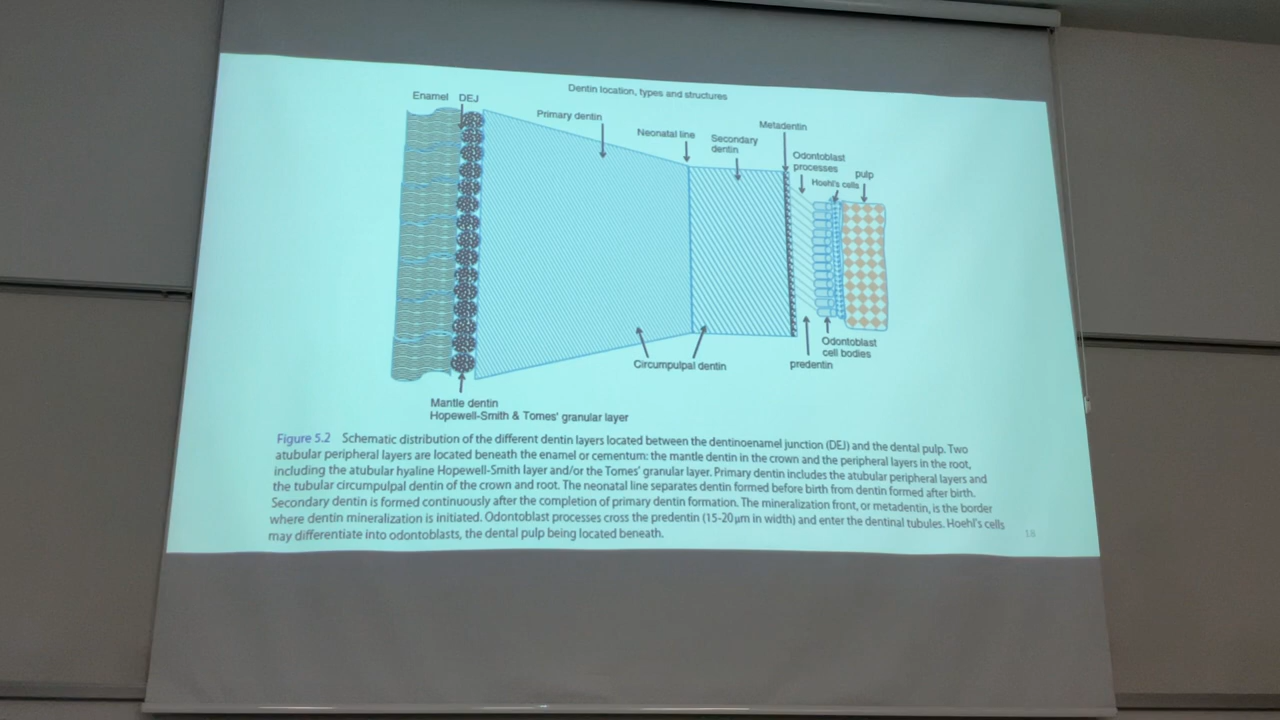 Dentin location, types and structures
Enamel DEJ
Primary dentin
Neonatal line
Secondary
dentin
Metadentin
Odontoblast
processes
Hoehl's cells
pulp
Circumpulpal dentin
predentin
Odontoblast
cell bodies
Mantle dentin
Hopewell-Smith & Tomes' granular layer
Figure 5.2 Schematic distribution of the different dentin layers located between the dentinoenamel junction (DEJ) and the dental pulp. Two
atubular peripheral layers are located beneath the enamel or cementum: the mantle dentin in the crown and the peripheral layers in the root,
including the atubular hyaline Hopewell-Smith layer and/or the Tomes' granular layer. Primary dentin includes the atubular peripheral layers and
the tubular circumpulpal dentin of the crown and root. The neonatal line separates dentin formed before birth from dentin formed after birth.
Secondary dentin is formed continuously after the completion of primary dentin formation. The mineralization front, or metadentin, is the border
where dentin mineralization is initiated. Odontoblast processes cross the predentin (15-20 μm in width) and enter the dentinal tubules. Hoehl's cells
may differentiate into odontoblasts, the dental pulp being located beneath.
18